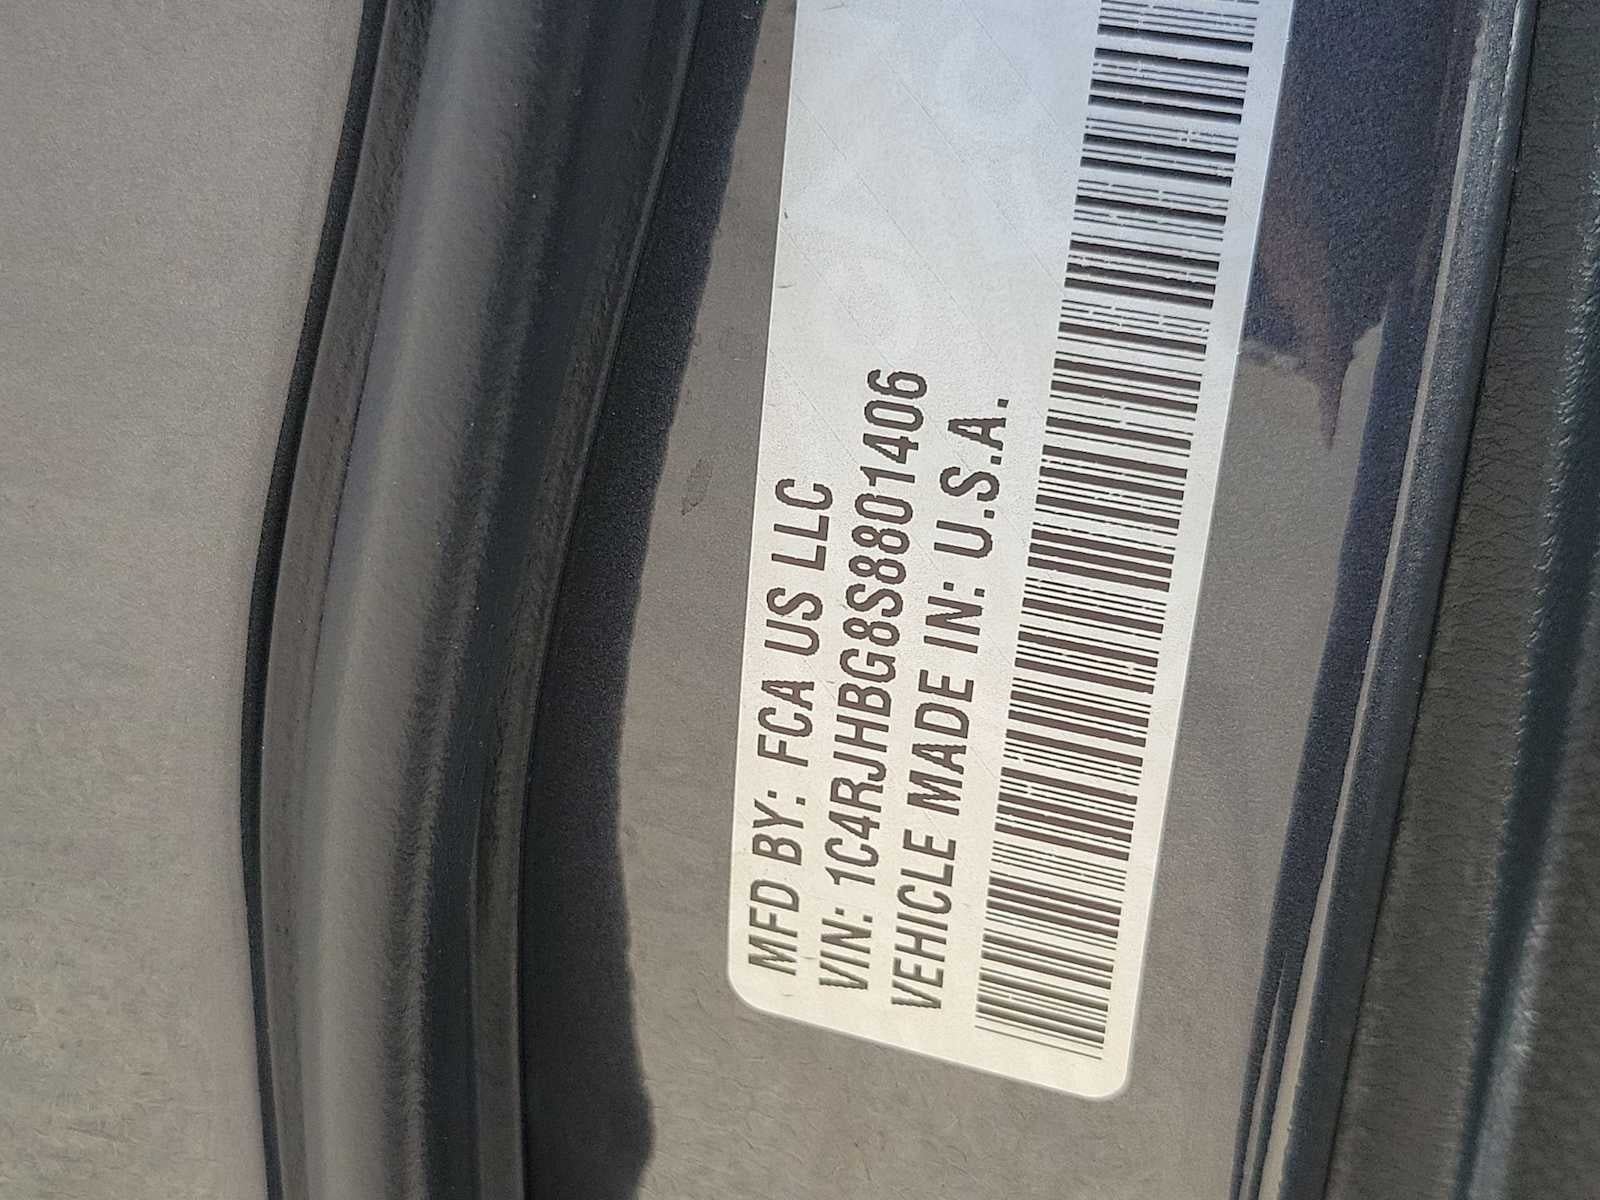 MFD BY: FCA US LLC
VIN: 1C4RJHBG8S8801406
VEHICLE MADE IN: U.S.A.